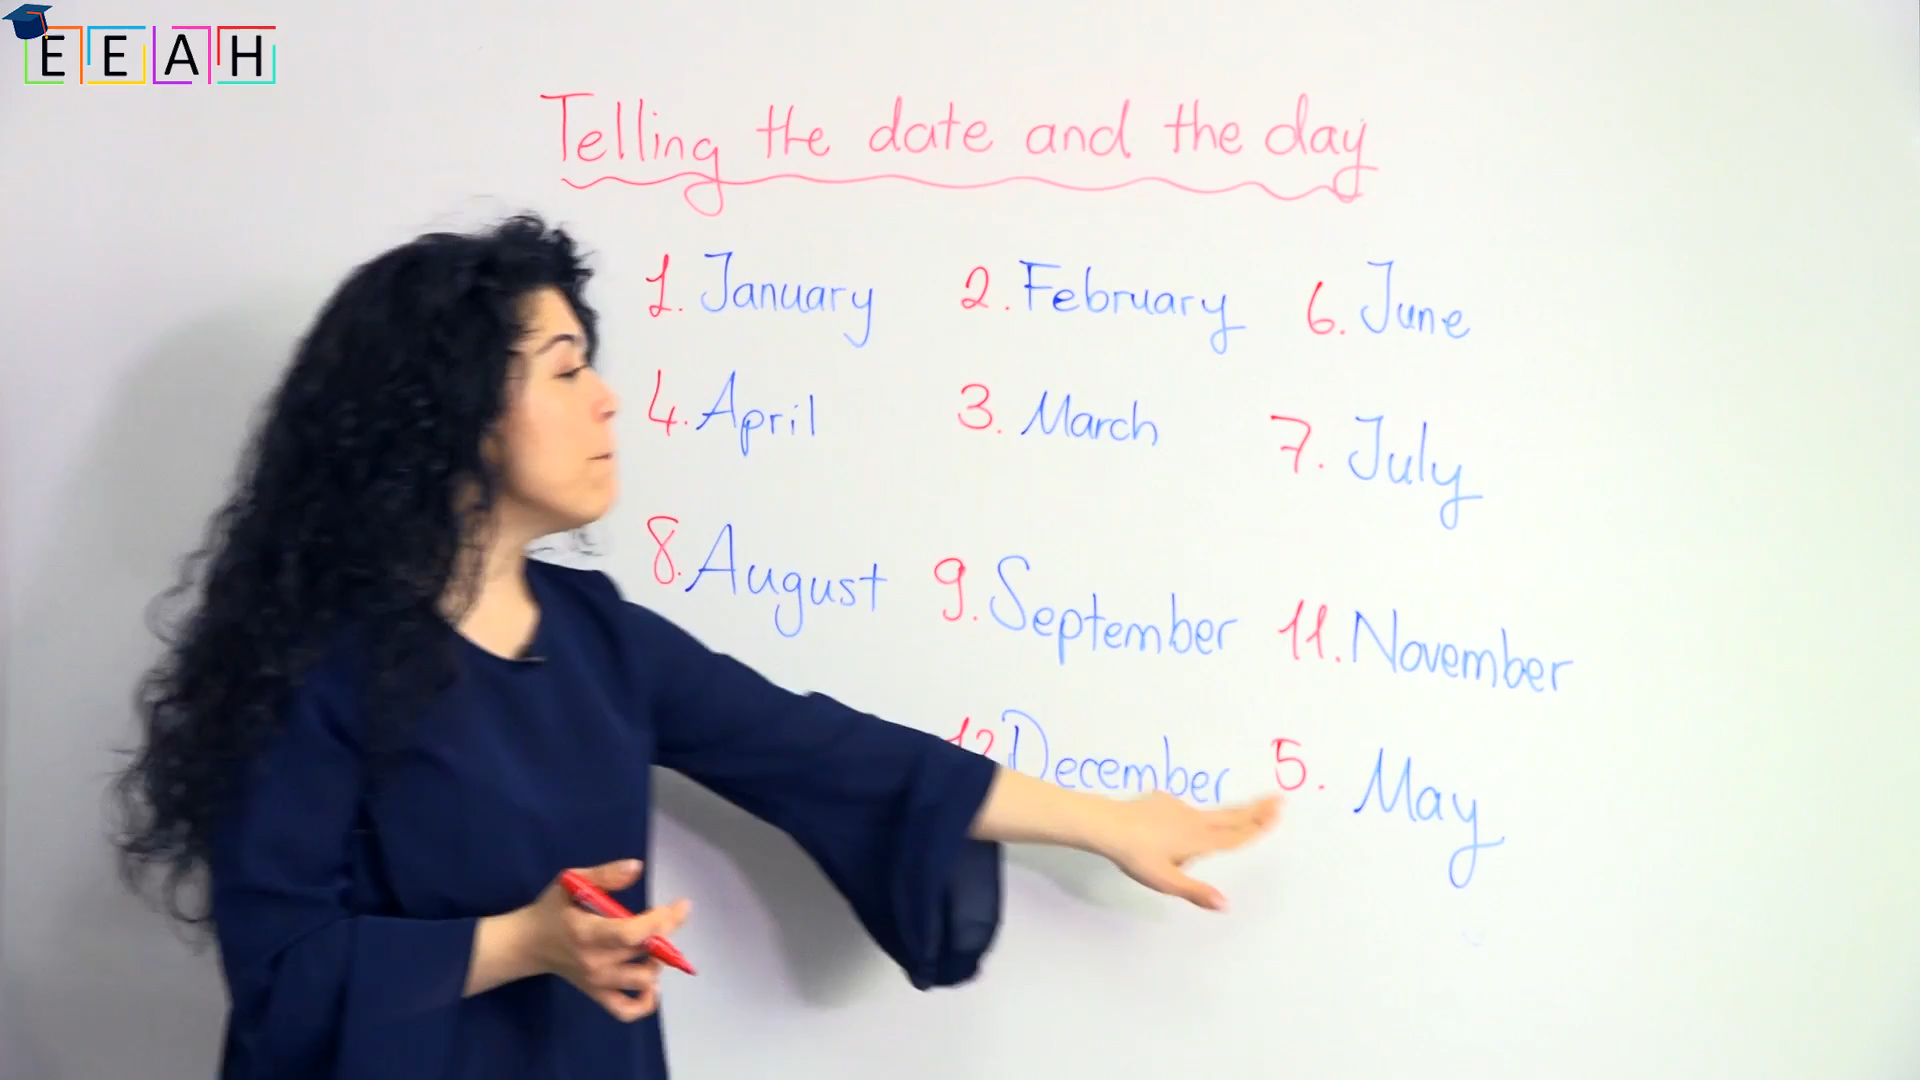 EEAH
Telling the date and the day
1. January 2. February 6. June
4. April 3. March 7. July
8. August 9. September 11. November
12 December 5. May